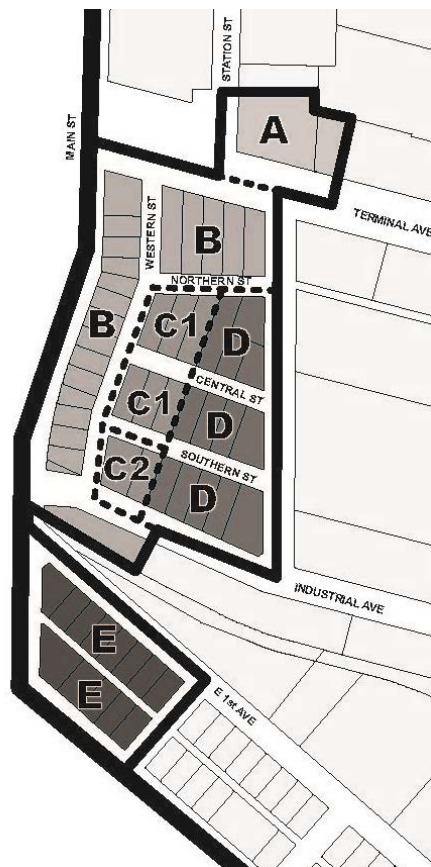 STATION ST
MAIN ST
A
TERMINAL AVE
WESTERN ST
B
NORTHERN ST
B
C1
D
CENTRAL ST
C1
D
SOUTHERN ST
C2
D
INDUSTRIAL AVE
E
E
E 1st AVE